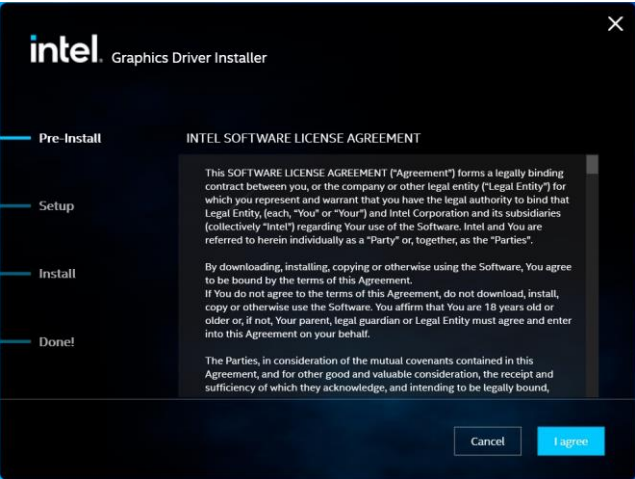 intel. Graphics Driver Installer
Pre-Install
Setup
Install
Done!
INTEL SOFTWARE LICENSE AGREEMENT
This SOFTWARE LICENSE AGREEMENT ("Agreement") forms a legally binding
contract between you, or the company or other legal entity ("Legal Entity") for
which you represent and warrant that you have the legal authority to bind that
Legal Entity, (each, "You" or "Your") and Intel Corporation and its subsidiaries
(collectively "Intel") regarding Your use of the Software. Intel and You are
referred to herein individually as a "Party" or, together, as the "Parties".
By downloading, installing, copying or otherwise using the Software, You agree
to be bound by the terms of this Agreement.
If You do not agree to the terms of this Agreement, do not download, install,
copy or otherwise use the Software. You affirm that You are 18 years old or
older or, if not, Your parent, legal guardian or Legal Entity must agree and enter
into this Agreement on your behalf.
The Parties, in consideration of the mutual covenants contained in this
Agreement, and for other good and valuable consideration, the receipt and
sufficiency of which they acknowledge, and intending to be legally bound,
Cancel
I agree